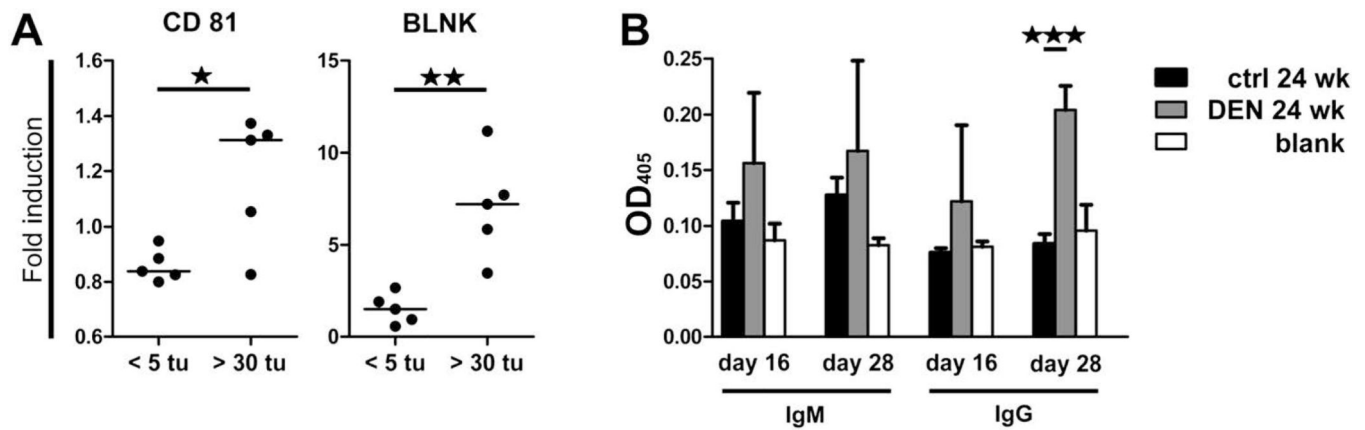 A
CD 81
BLNK
Fold induction
1.6
1.4
1.2
1.0
0.8
0.6
< 5 tu
> 30 tu
15
10
5
0
< 5 tu
> 30 tu
B
OD405
0.25
0.20
0.15
0.10
0.05
0.00
day 16
day 28
day 16
day 28
IgM
IgG
ctrl 24 wk
DEN 24 wk
blank